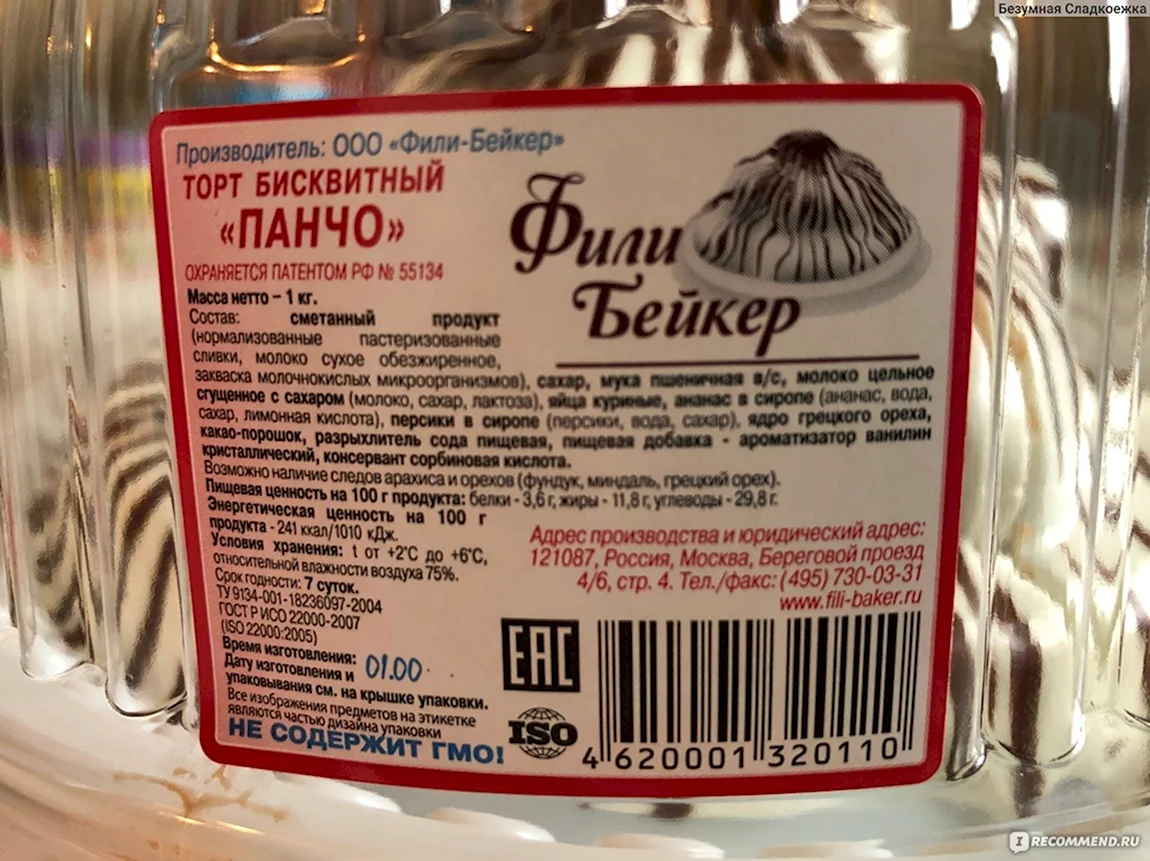 Безумная Сладкоежка
Производитель: ООО «Фили-Бейкер»
ТОРТ БИСКВИТНЫЙ
«ПАНЧО»
ОХРАНЯЕТСЯ ПАТЕНТОМ РФ № 55134
Фили
Бейкер
Масса нетто – 1 кг.
Состав: сметанный продукт
(нормализованные пастеризованные
сливки, молоко сухое обезжиренное,
закваска молочнокислых микроорганизмов), сахар, мука пшеничная в/с, молоко цельное
сгущенное с сахаром (молоко, сахар, лактоза), яйца куриные, ананас в сиропе (ананас, вода,
сахар, лимонная кислота), персики в сиропе (персики, вода, сахар), ядро грецкого ореха,
какао-порошок, разрыхлитель сода пищевая, пищевая добавка - ароматизатор ванилин
кристаллический, консервант сорбиновая кислота.
Возможно наличие следов арахиса и орехов (фундук, миндаль, грецкий орех).
Пищевая ценность на 100 г продукта: белки - 3,6 г, жиры - 11,8 г, углеводы - 29,8 г.
Энергетическая ценность на 100 г
продукта - 241 ккал/1010 кДж.
Условия хранения: t от +2°С до +6°С,
относительной влажности воздуха 75%.
Срок годности: 7 суток.
ТУ 9134-001-18236097-2004
ГОСТ Р ИСО 22000-2007
(ISO 22000:2005)
Время изготовления: 01.00
Дату изготовления и
упаковывания см. на крышке упаковки.
Все изображения предметов на этикетке
являются частью дизайна упаковки
НЕ СОДЕРЖИТ ГМО!
Адрес производства и юридический адрес:
121087, Россия, Москва, Береговой проезд
4/6, стр. 4. Тел./факс: (495) 730-03-31
www.fili-baker.ru
EAC
ISO
4 620001 320110
RECOMMEND.RU